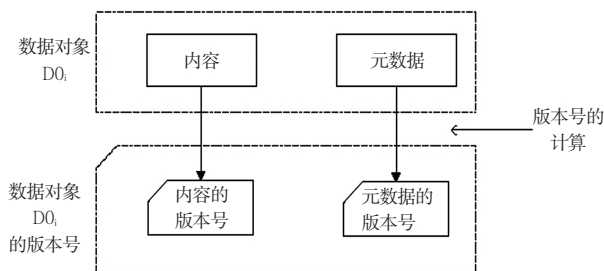 数据对象
D0i
内容
元数据
版本号的
计算
数据对象
D0i
的版本号
内容的
版本号
元数据的
版本号